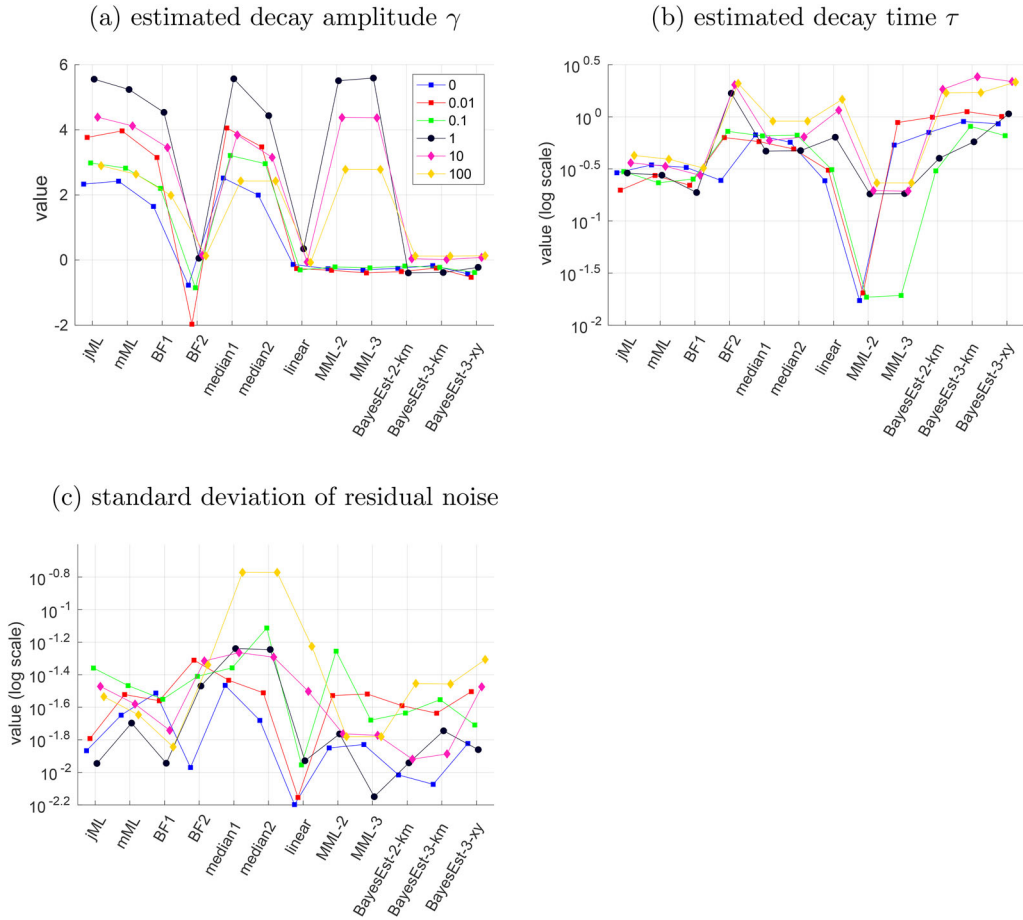 (a) estimated decay amplitude γ
6
4
2
0
-2
value
0
0.01
0.1
1
10
100
jML
mML
BF1
BF2
median1
median2
linear
MML-2
MML-3
BayesEst-2-km
BayesEst-3-km
BayesEst-3-xy
(b) estimated decay time τ
10^0.5
10^0
10^-0.5
10^-1
10^-1.5
10^-2
value (log scale)
jML
mML
BF1
BF2
median1
median2
linear
MML-2
MML-3
BayesEst-2-km
BayesEst-3-km
BayesEst-3-xy
(c) standard deviation of residual noise
10^-0.8
10^-1
10^-1.2
10^-1.4
10^-1.6
10^-1.8
10^-2
10^-2.2
value (log scale)
jML
mML
BF1
BF2
median1
median2
linear
MML-2
MML-3
BayesEst-2-km
BayesEst-3-km
BayesEst-3-xy